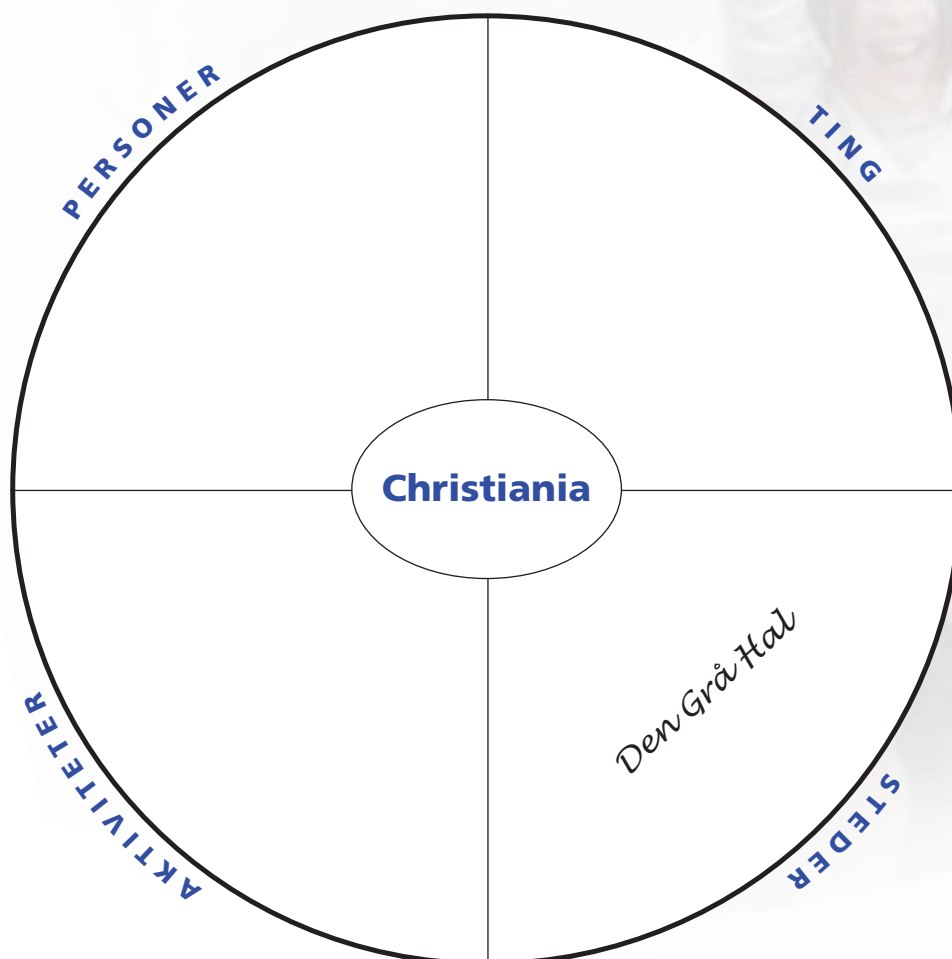 PERSONER
TING
Christiania
Den Grå Hal
AKTIVITETER
STEDER